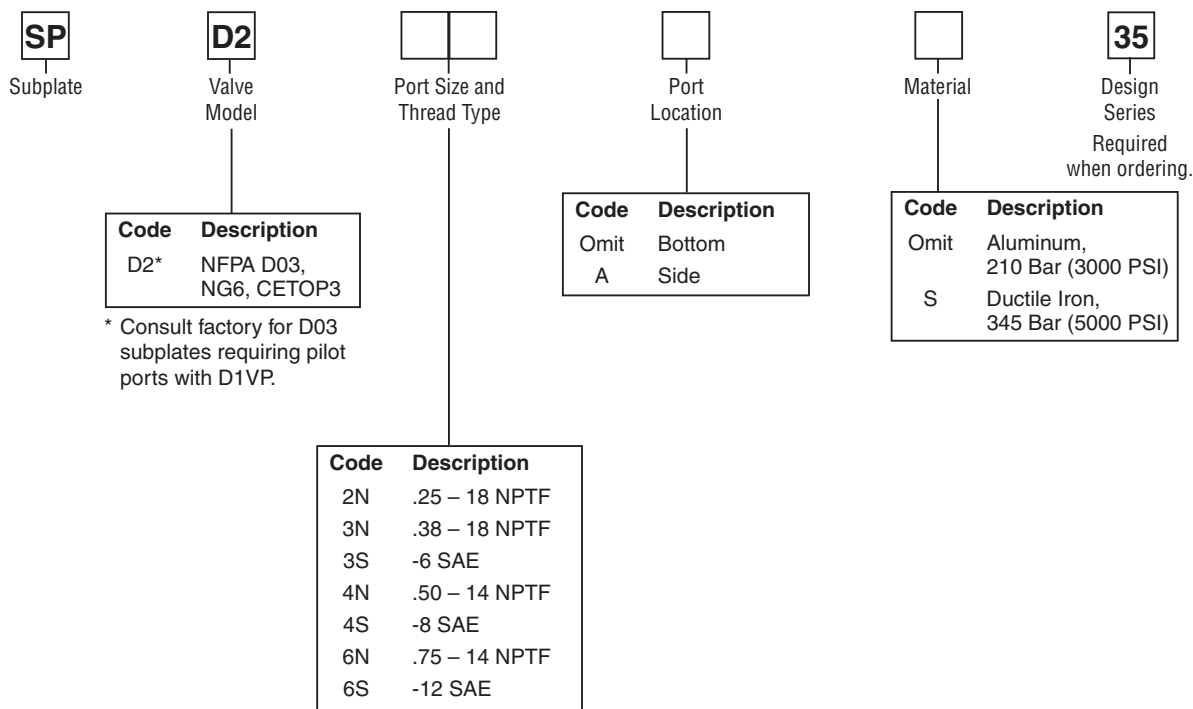 SP D2 35
Subplate
Valve
Model
Port Size and
Thread Type
Port
Location
Material
Design
Series
Required
when ordering.
Code Description
D2* NFPA D03,
NG6, CETOP3
* Consult factory for D03
subplates requiring pilot
ports with D1VP.
Code Description
Omit Bottom
A Side
Code Description
Omit Aluminum,
210 Bar (3000 PSI)
S Ductile Iron,
345 Bar (5000 PSI)
Code Description
2N .25 – 18 NPTF
3N .38 – 18 NPTF
3S -6 SAE
4N .50 – 14 NPTF
4S -8 SAE
6N .75 – 14 NPTF
6S -12 SAE